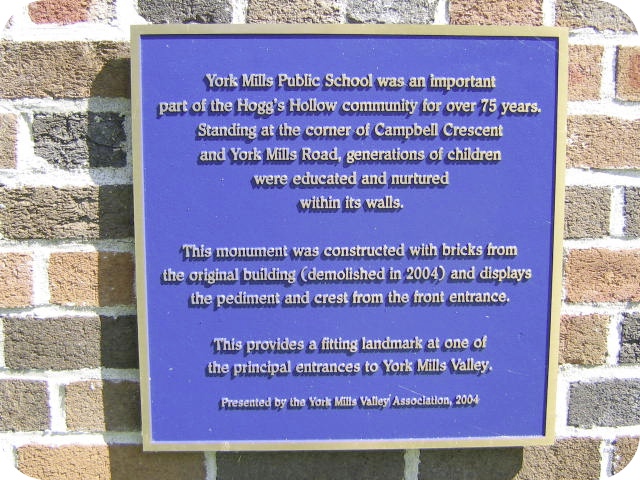 York Mills Public School was an important
part of the Hogg's Hollow community for over 75 years.
Standing at the corner of Campbell Crescent
and York Mills Road, generations of children
were educated and nurtured
within its walls.
This monument was constructed with bricks from
the original building (demolished in 2004) and displays
the pediment and crest from the front entrance.
This provides a fitting landmark at one of
the principal entrances to York Mills Valley.
Presented by the York Mills Valley Association, 2004